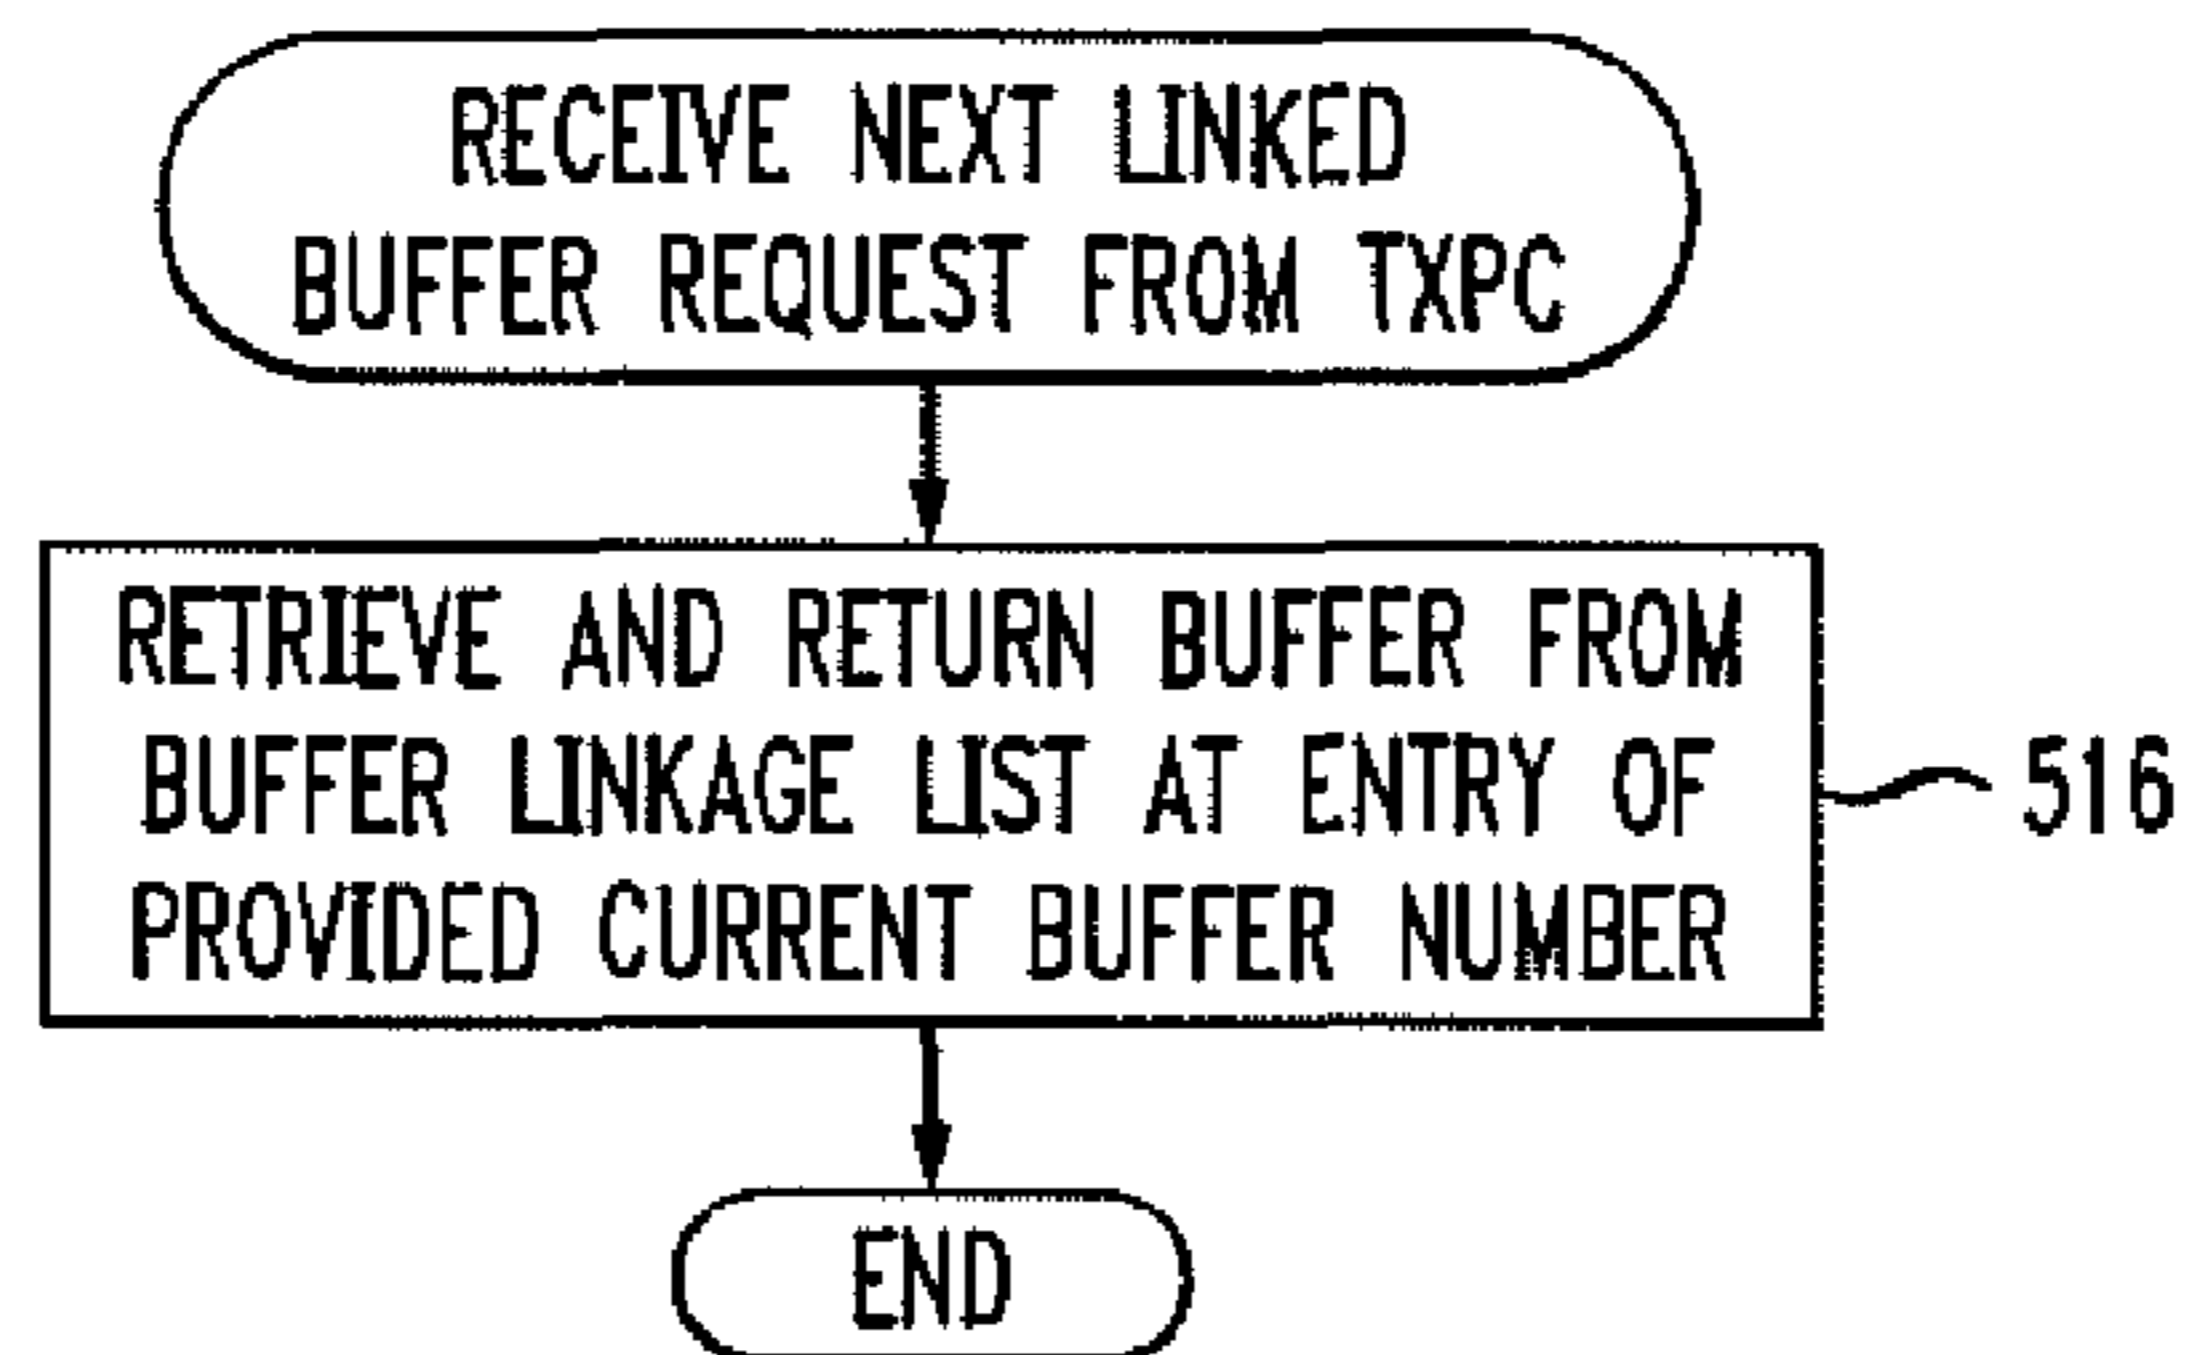 RECEIVE NEXT LINKED
BUFFER REQUEST FROM TXPC
RETRIEVE AND RETURN BUFFER FROM
BUFFER LINKAGE LIST AT ENTRY OF
PROVIDED CURRENT BUFFER NUMBER
516
END